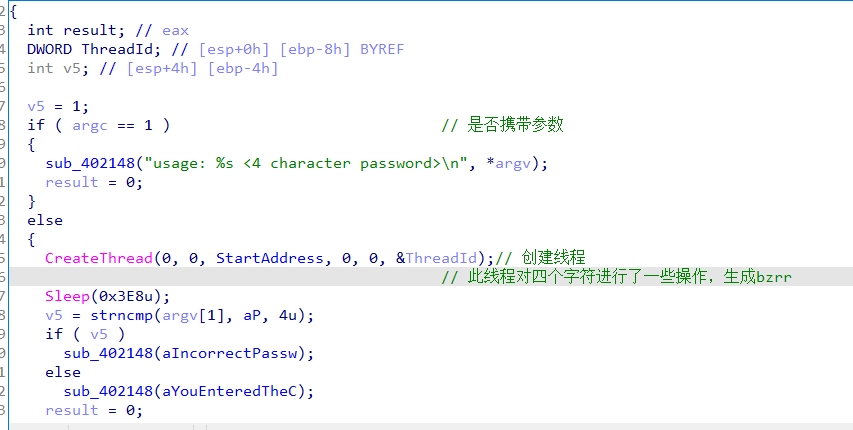 2 {
3 int result; // eax
4 DWORD ThreadId; // [esp+0h] [ebp-8h] BYREF
5 int v5; // [esp+4h] [ebp-4h]
6
7 v5 = 1;
8 if ( argc == 1 ) // 是否携带参数
9 {
0 sub_402148("usage: %s <4 character password>\n", *argv);
1 result = 0;
2 }
3 else
4 {
5 CreateThread(0, 0, StartAddress, 0, 0, &ThreadId);// 创建线程
6 // 此线程对四个字符进行了一些操作，生成bzrr
7 Sleep(0x3E8u);
8 v5 = strncmp(argv[1], aP, 4u);
9 if ( v5 )
0 sub_402148(aIncorrectPassw);
1 else
2 sub_402148(aYouEnteredTheC);
3 result = 0;